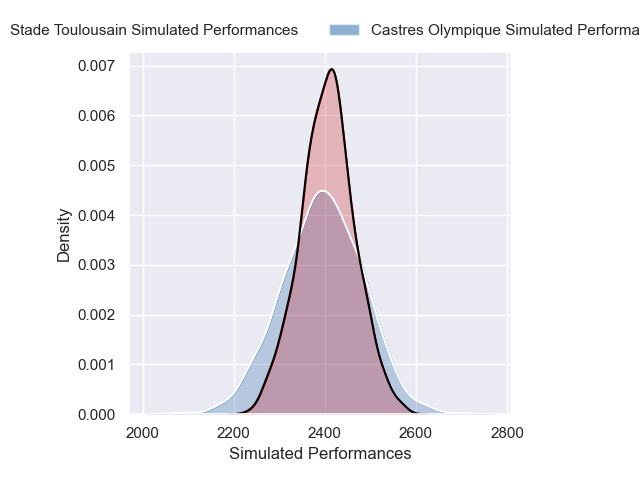 Stade Toulousain Simulated Performances Castres Olympique Simulated Performa
0.007
0.006
0.005
0.004
0.003
0.002
0.001
0.000
Density
2000 2200 2400 2600 2800
Simulated Performances